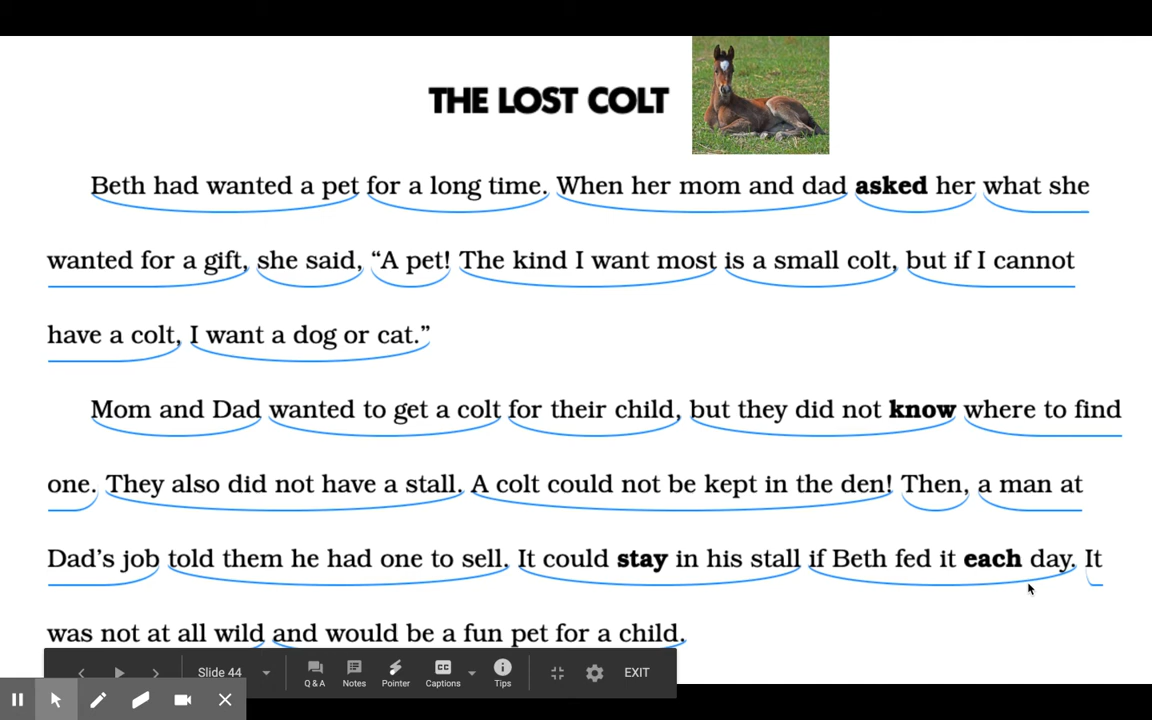 THE LOST COLT
Beth had wanted a pet for a long time. When her mom and dad asked her what she
wanted for a gift, she said, “A pet! The kind I want most is a small colt, but if I cannot
have a colt, I want a dog or cat.”
Mom and Dad wanted to get a colt for their child, but they did not know where to find
one. They also did not have a stall. A colt could not be kept in the den! Then, a man at
Dad’s job told them he had one to sell. It could stay in his stall if Beth fed it each day. It
was not at all wild and would be a fun pet for a child.
Slide 44
Q & A Notes Pointer Captions Tips EXIT